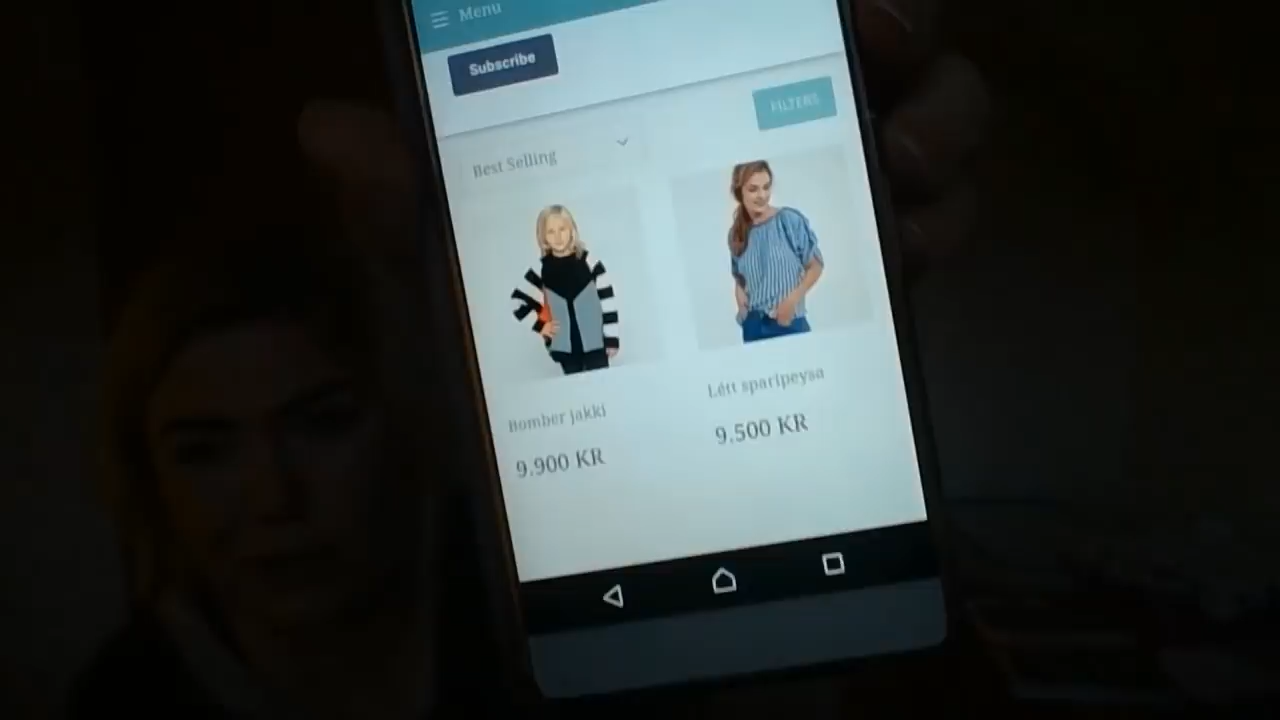 Menu
Subscribe
FILTERS
Best Selling
Bomber jakki
9.900 KR
Létt sparipeysa
9.500 KR